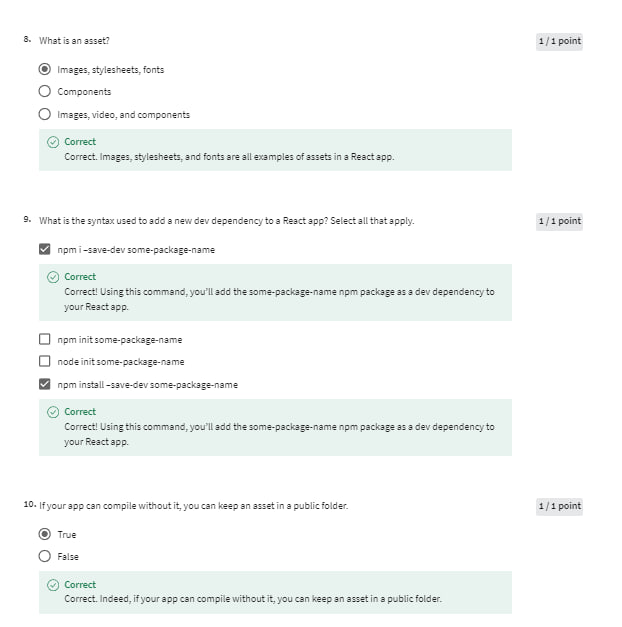 8. What is an asset?
1 / 1 point
Images, stylesheets, fonts
Components
Images, video, and components
Correct
Correct. Images, stylesheets, and fonts are all examples of assets in a React app.
9. What is the syntax used to add a new dev dependency to a React app? Select all that apply.
1 / 1 point
npm i –save-dev some-package-name
Correct
Correct! Using this command, you'll add the some-package-name npm package as a dev dependency to
your React app.
npm init some-package-name
node init some-package-name
npm install –save-dev some-package-name
Correct
Correct! Using this command, you'll add the some-package-name npm package as a dev dependency to
your React app.
10. If your app can compile without it, you can keep an asset in a public folder.
1 / 1 point
True
False
Correct
Correct. Indeed, if your app can compile without it, you can keep an asset in a public folder.